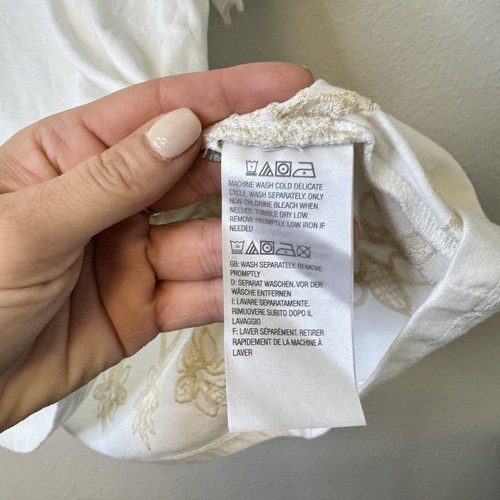 MACHINE WASH COLD DELICATE
CYCLE. WASH SEPARATELY. ONLY
NON-CHLORINE BLEACH WHEN
NEEDED. TUMBLE DRY LOW.
REMOVE PROMPTLY. LOW IRON IF
NEEDED
GB: WASH SEPARATELY. REMOVE
PROMPTLY
D: SEPARAT WASCHEN. VOR DER
WÄSCHE ENTFERNEN
I: LAVARE SEPARATAMENTE.
RIMUOVERE SUBITO DOPO IL
LAVAGGIO
F: LAVER SÉPARÉMENT. RETIRER
RAPIDEMENT DE LA MACHINE À
LAVER